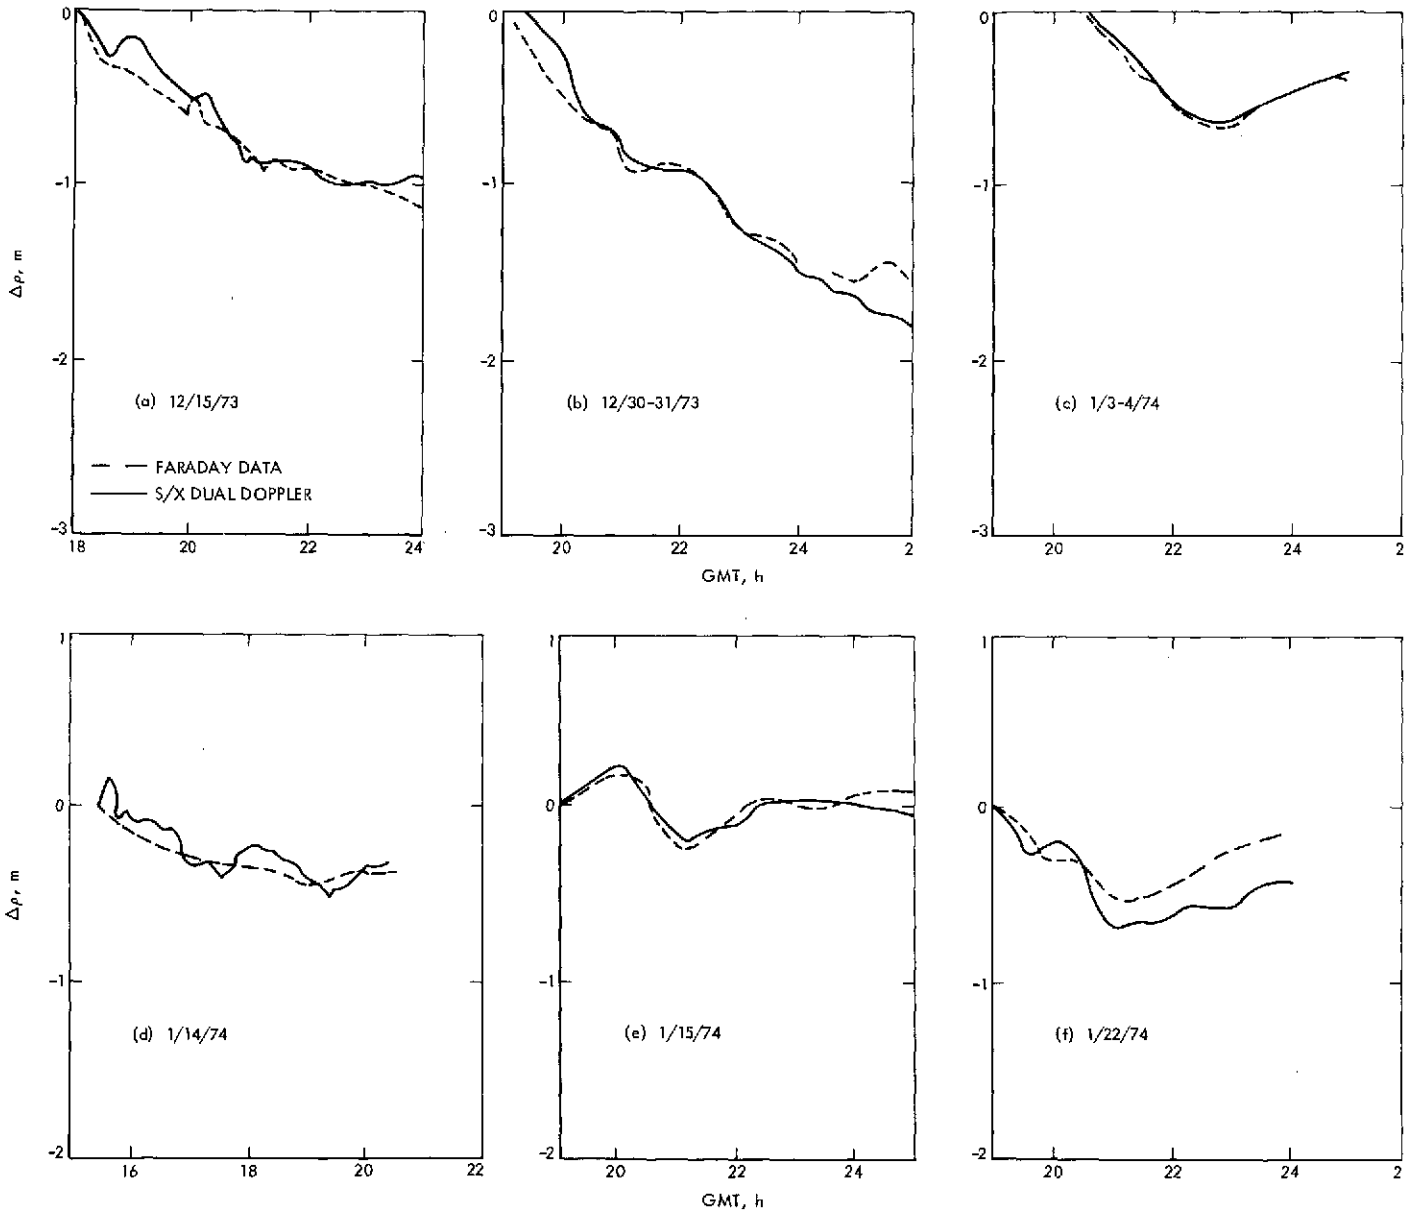 0
-1
-2
-3
Δρ, m
(a) 12/15/73
— — FARADAY DATA
—— S/X DUAL DOPPLER
18 20 22 24
0
-1
-2
-3
(b) 12/30-31/73
20 22 24 2
GMT, h
0
-1
-2
-3
(c) 1/3-4/74
20 22 24 2
1
0
-1
-2
Δρ, m
(d) 1/14/74
16 18 20 22
1
0
-1
-2
(e) 1/15/74
20 22 24
GMT, h
1
0
-1
-2
(f) 1/22/74
20 22 24 2